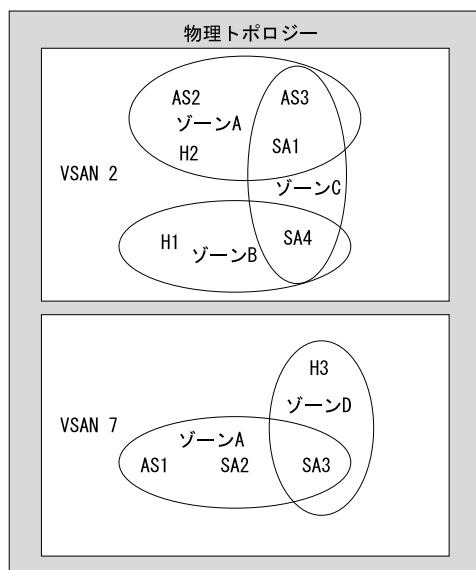 物理トポロジー
AS2 AS3
ゾーンA
H2 SA1
VSAN 2
ゾーンC
H1 SA4
ゾーンB
H3
ゾーンD
VSAN 7
ゾーンA
AS1 SA2 SA3